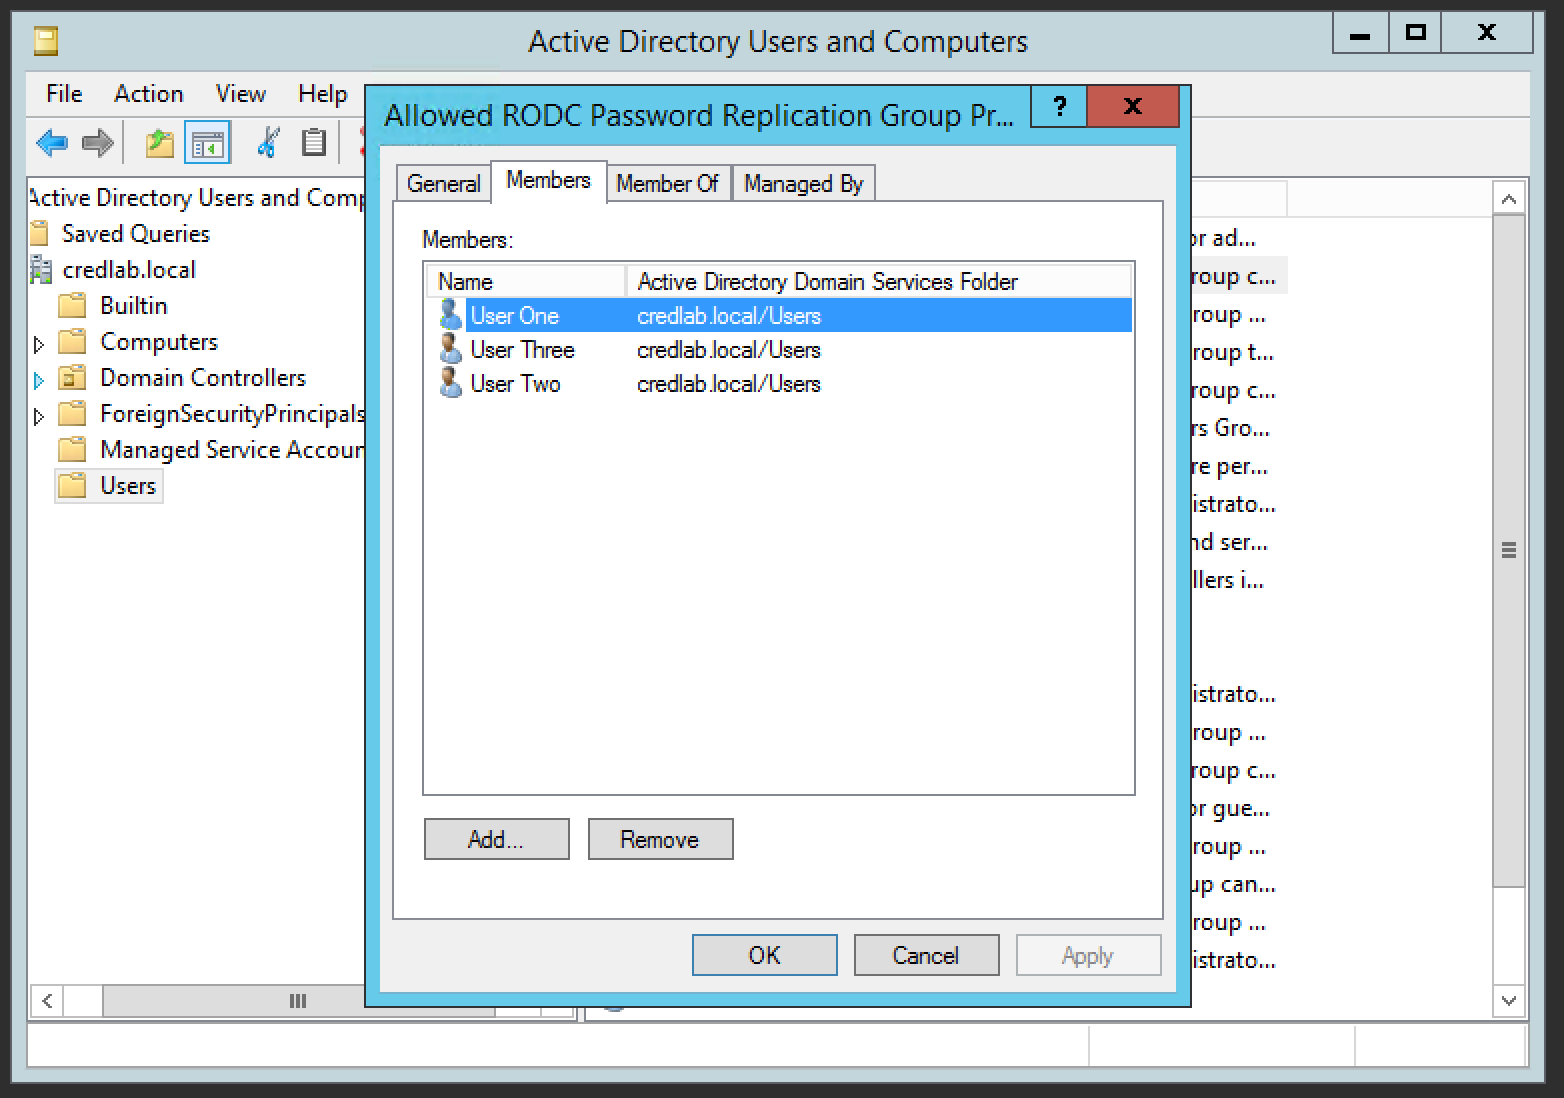 Active Directory Users and Computers
File Action View Help
Allowed RODC Password Replication Group Pr...
? X
General Members Member Of Managed By
Members:
Name Active Directory Domain Services Folder
User One credlab.local/Users
User Three credlab.local/Users
User Two credlab.local/Users
Add... Remove
OK Cancel Apply
Active Directory Users and Comp
Saved Queries
credlab.local
Builtin
Computers
Domain Controllers
ForeignSecurityPrincipals
Managed Service Accoun
Users
or ad...
roup c...
roup ...
roup t...
roup c...
rs Gro...
re per...
istrato...
nd ser...
llers i...
istrato...
roup ...
roup c...
or gue...
roup ...
up can...
roup ...
istrato...